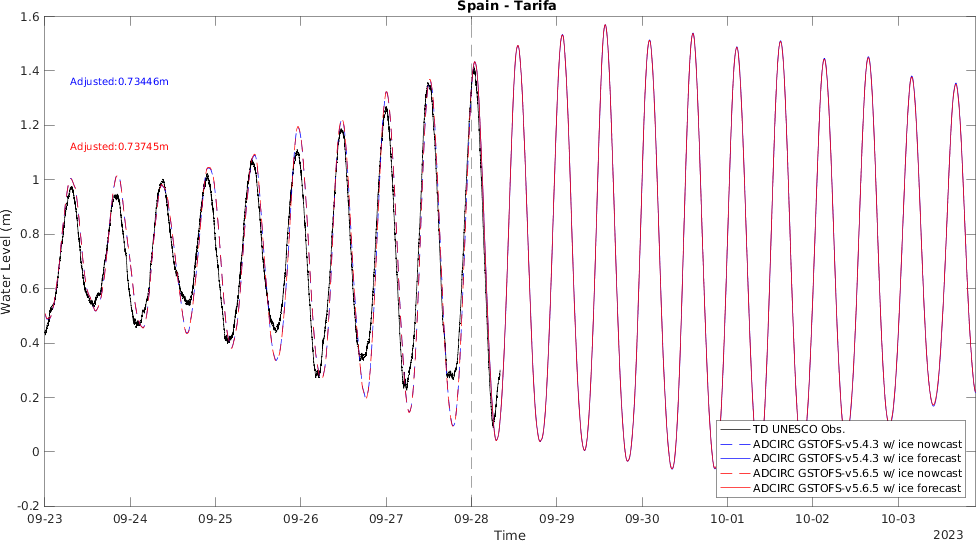 Spain - Tarifa
1.6
1.4
1.2
1
0.8
0.6
0.4
0.2
0
-0.2
Water Level (m)
Adjusted:0.73446m
Adjusted:0.73745m
TD UNESCO Obs.
ADCIRC GSTOFS-v5.4.3 w/ ice nowcast
ADCIRC GSTOFS-v5.4.3 w/ ice forecast
ADCIRC GSTOFS-v5.6.5 w/ ice nowcast
ADCIRC GSTOFS-v5.6.5 w/ ice forecast
09-23 09-24 09-25 09-26 09-27 09-28 09-29 09-30 10-01 10-02 10-03
Time
2023